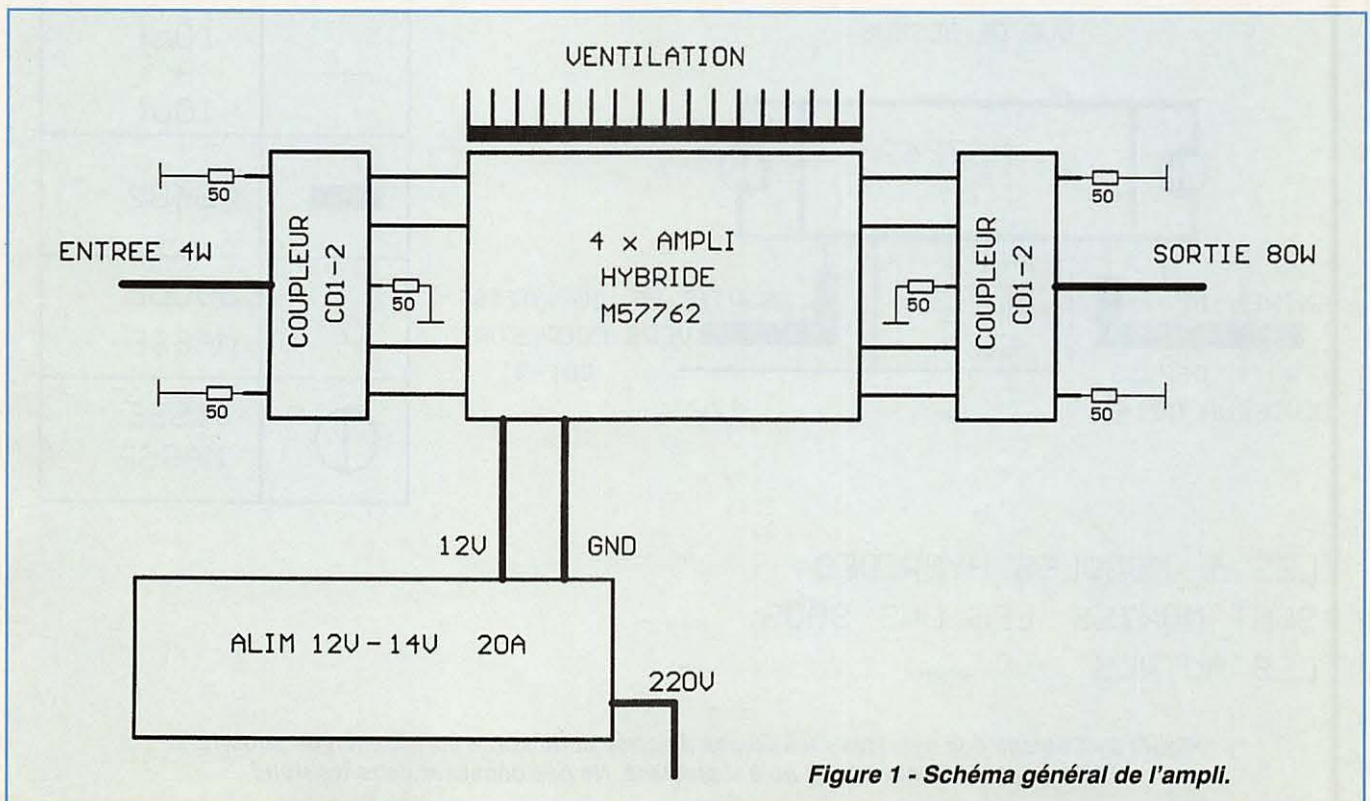 VENTILATION
50
50
ENTREE 4W
COUPLEUR
CD1-2
50
4 x AMPLI
HYBRIDE
M57762
50
COUPLEUR
CD1-2
SORTIE 80W
50
50
12V
GND
ALIM 12V-14V 20A
220V
Figure 1 - Schéma général de l'ampli.